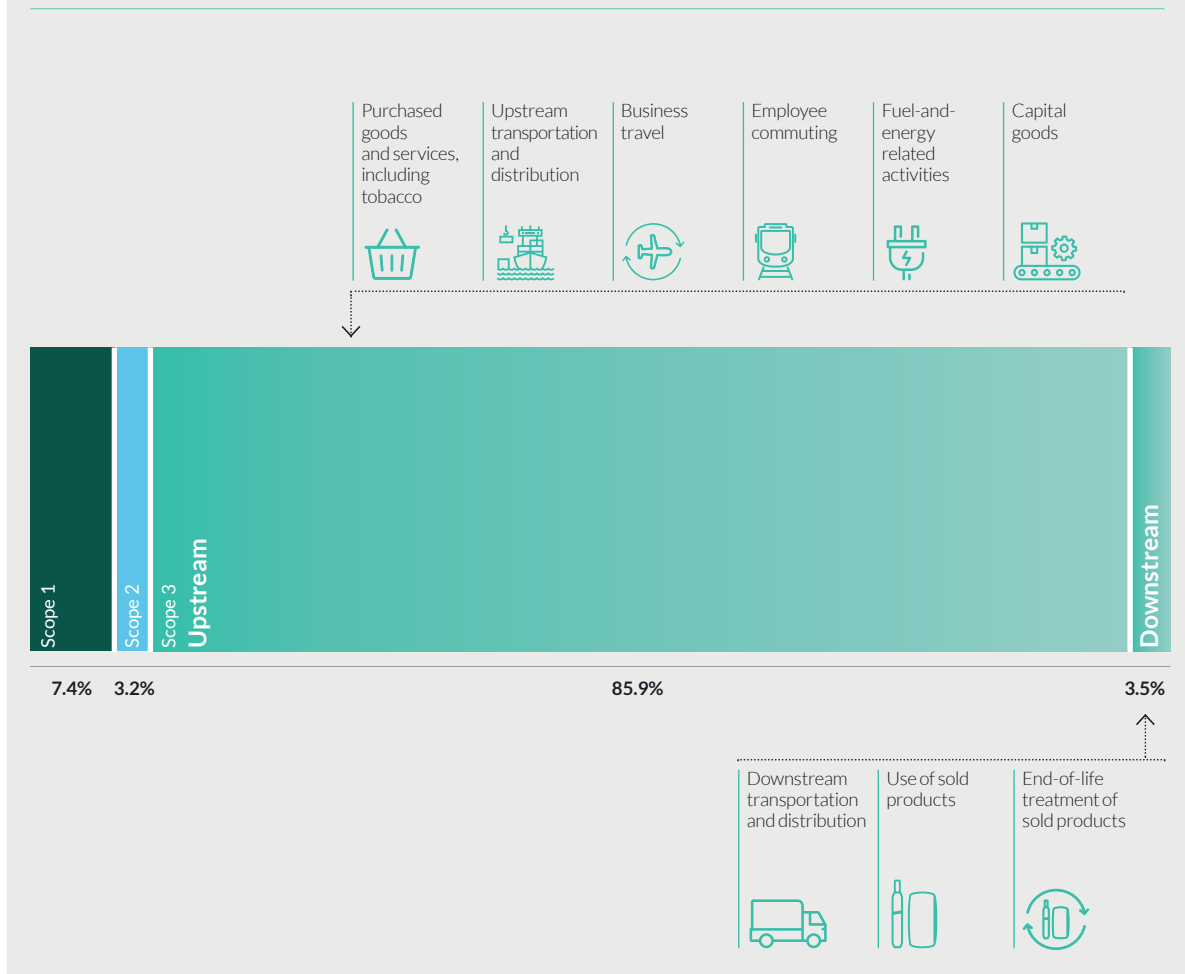 Purchased
goods
and services,
including
tobacco
Upstream
transportation
and
distribution
Business
travel
Employee
commuting
Fuel-and-
energy
related
activities
Capital
goods
Scope 1
Scope 2
Scope 3
Upstream
Downstream
7.4%
3.2%
85.9%
3.5%
Downstream
transportation
and distribution
Use of sold
products
End-of-life
treatment of
sold products